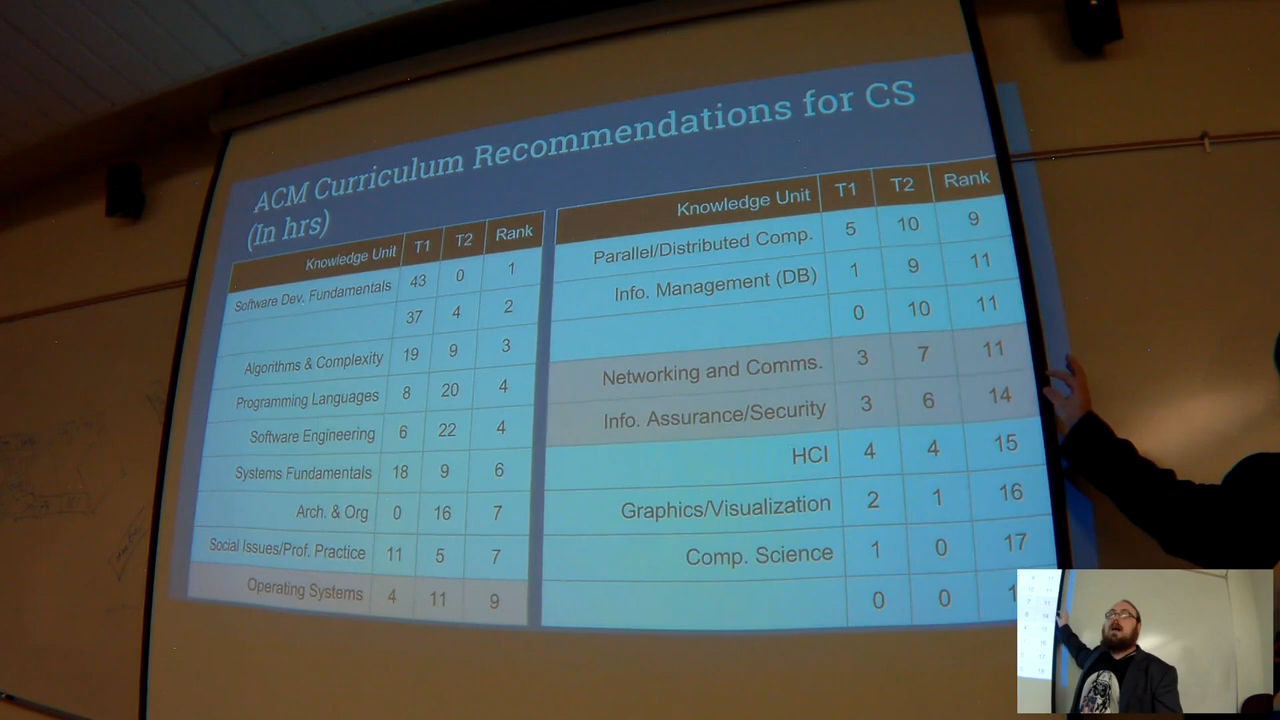 ACM Curriculum Recommendations for CS
(In hrs)
Knowledge Unit T1 T2 Rank
Software Dev. Fundamentals 43 0 1
37 4 2
Algorithms & Complexity 19 9 3
Programming Languages 8 20 4
Software Engineering 6 22 4
Systems Fundamentals 18 9 6
Arch. & Org 0 16 7
Social Issues/Prof. Practice 11 5 7
Operating Systems 4 11 9
Knowledge Unit T1 T2 Rank
Parallel/Distributed Comp. 5 10 9
Info. Management (DB) 1 9 11
0 10 11
Networking and Comms. 3 7 11
Info. Assurance/Security 3 6 14
HCI 4 4 15
Graphics/Visualization 2 1 16
Comp. Science 1 0 17
0 0